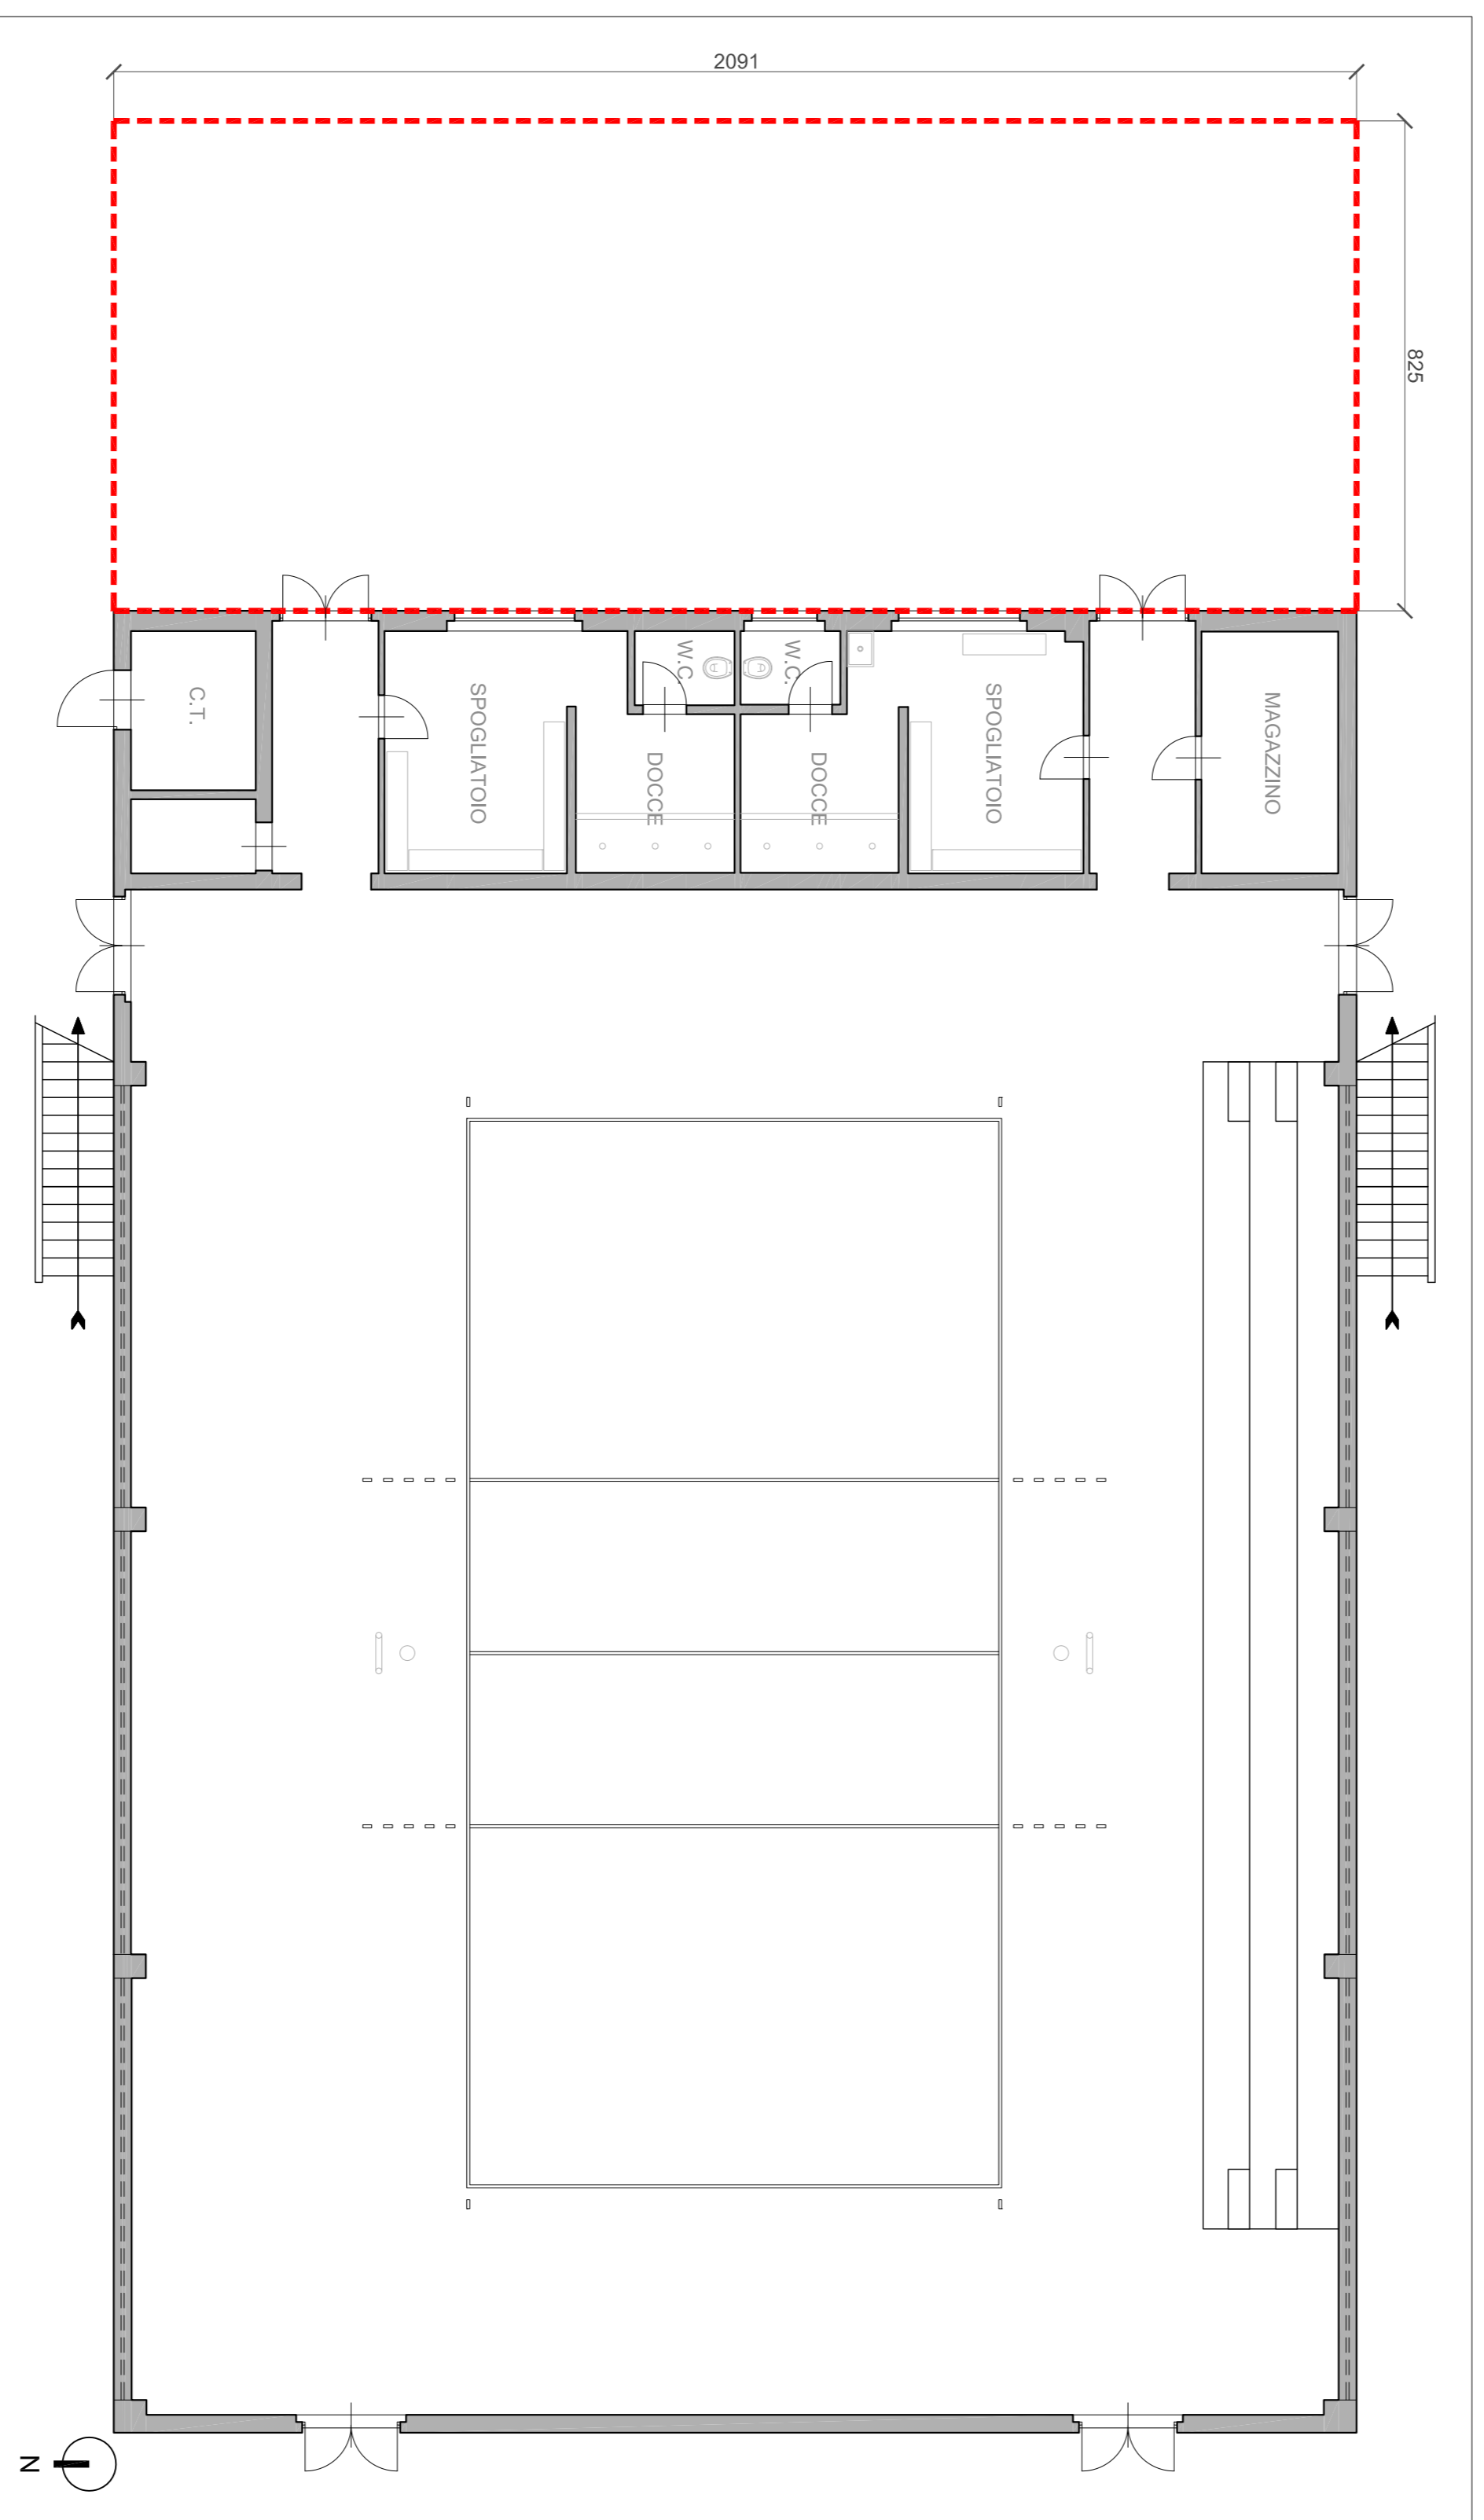 2091
825
W.C.
W.C.
C.T.
SPOGLIATOIO
SPOGLIATOIO
MAGAZZINO
DOCCE
DOCCE
N